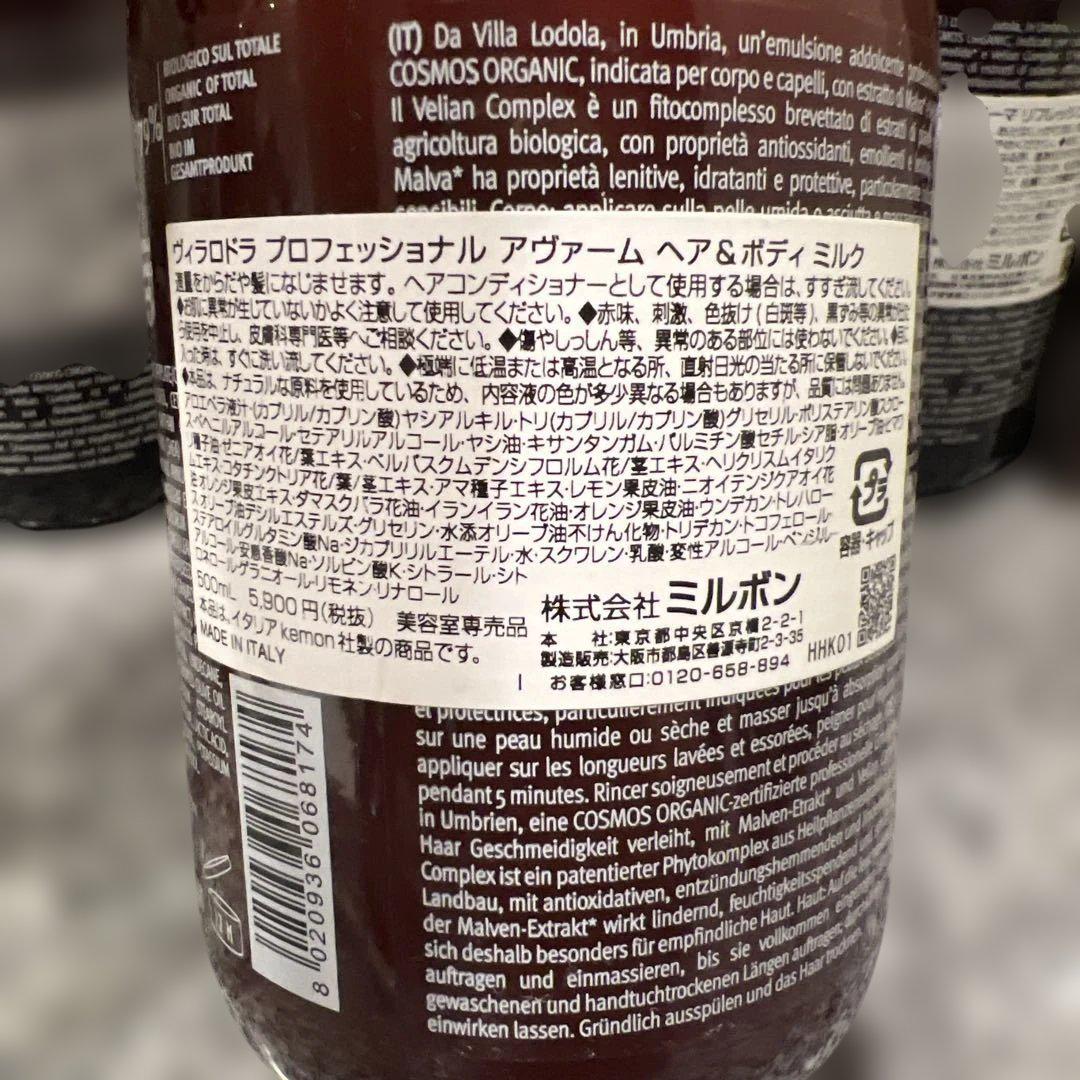 BIOLOGICO SUL TOTALE
ORGANIC OF TOTAL
BIO SUR TOTAL
BIO IM
GESAMTPRODUKT
(IT) Da Villa Lodola, in Umbria, un'emulsione addolcente
COSMOS ORGANIC, indicata per corpo e capelli, con estratto di Malva*
Il Velian Complex è un fitocomplesso brevettato di estratti di
agricoltura biologica, con proprietà antiossidanti, emollienti
Malva* ha proprietà lenitive, idratanti e protettive,
ヴィラロドラ プロフェッショナル アヴァーム ヘア&ボディ ミルク
適量をからだや髪になじませます。ヘアコンディショナーとして使用する場合は、すすぎ流してください。
◆お肌に異常が生じていないかよく注意して使用してください。◆赤味、刺激、色抜け(白斑等)、黒ずみ等の異常が出た
ら使用を中止し、皮膚科専門医等へご相談ください。◆傷やしっしん等、異常のある部位には使わないでください。◆目に
入った時は、すぐに洗い流してください。◆極端に低温または高温となる所、直射日光の当たる所に保管しないでください。
◆本品は、ナチュラルな原料を使用しているため、内容液の色が多少異なる場合もありますが、品質には問題ありません。
アロエベラ液汁・(カプリル/カプリン酸)ヤシアルキル・トリ(カプリル/カプリン酸)グリセリル・ポリステアリン酸スクロー
ス・ベヘニルアルコール・セテアリルアルコール・ヤシ油・キサンタンガム・パルミチン酸セチル・シア脂・オリーブ油・ヒマワ
リ種子油・ゼニアオイ花/葉エキス・ベルバスクムデンシフロルム花/茎エキス・ヘリクリスムイタリク
ムエキス・コタチンクトリア花/葉/茎エキス・アマ種子エキス・レモン果皮油・ニオイテンジクアオイ花
油・オレンジ果皮エキス・ダマスクバラ花油・イランイラン花油・オレンジ果皮油・ウンデカン・トレハロー
ス・オリーブ油デシルエステルズ・グリセリン・水添オリーブ油不けん化物・トリデカン・トコフェロール・
ステアロイルグルタミン酸Na・ジカプリリルエーテル・水・スクワレン・乳酸・変性アルコール・ベンジル
アルコール・安息香酸Na・ソルビン酸K・シトラール・シト
ロネロール・ゲラニオール・リモネン・リナロール
プラ
容器・キャップ
500mL 5,900円(税抜) 美容室専売品
本品は、イタリア kemon社製の商品です。
MADE IN ITALY
株式会社 ミルボン
本 社:東京都中央区京橋2-2-1
製造販売:大阪市都島区善源寺町2-3-35
お客様窓口:0120-658-894
HHK01
et protectrices, particulièrement indiquées pour les peaux
sur une peau humide ou sèche et masser jusqu'à
appliquer sur les longueurs lavées et essorées, peigner
pendant 5 minutes. Rincer soigneusement et procéder au séchage.
in Umbrien, eine COSMOS ORGANIC-zertifizierte professionelle
Haar Geschmeidigkeit verleiht, mit Malven-Etrakt* und Velian
Complex ist ein patentierter Phytokomplex aus Heilpflanzen
Landbau, mit antioxidativen, entzündungshemmenden und
der Malven-Extrakt* wirkt lindernd, feuchtigkeitsspendend und
sich deshalb besonders für empfindliche Haut. Haut: Auf die
auftragen und einmassieren, bis sie vollkommen
gewaschenen und handtuchtrockenen Längen auftragen,
einwirken lassen. Gründlich ausspülen und das Haar trocknen.
8 020936 068174
12 M
株式会社 ミルボン